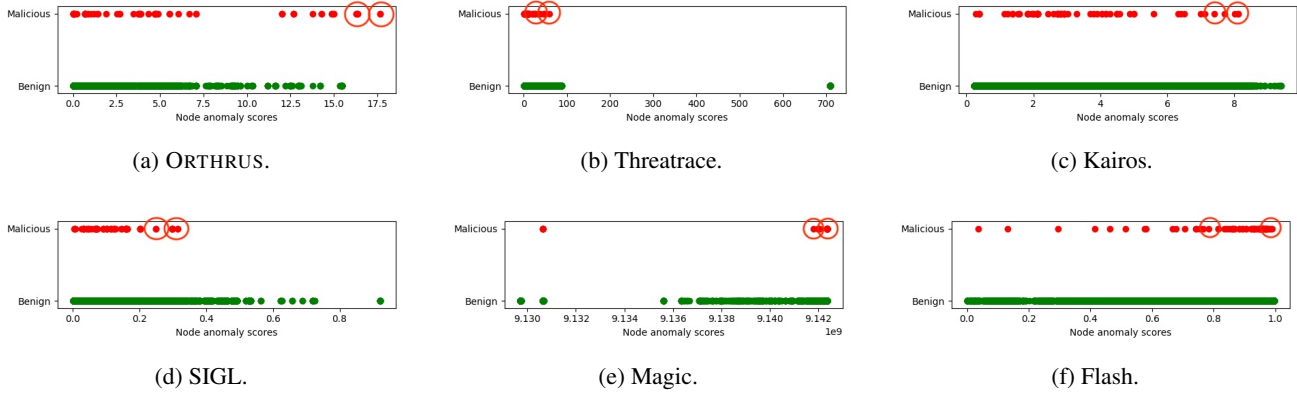 Malicious
Benign
0.0 2.5 5.0 7.5 10.0 12.5 15.0 17.5
Node anomaly scores
(a) ORTHRUS.
Malicious
Benign
0 100 200 300 400 500 600 700
Node anomaly scores
(b) Threatrace.
Malicious
Benign
0 2 4 6 8
Node anomaly scores
(c) Kairos.
Malicious
Benign
0.0 0.2 0.4 0.6 0.8
Node anomaly scores
(d) SIGL.
Malicious
Benign
9.130 9.132 9.134 9.136 9.138 9.140 9.142
1e9
Node anomaly scores
(e) Magic.
Malicious
Benign
0.0 0.2 0.4 0.6 0.8 1.0
Node anomaly scores
(f) Flash.